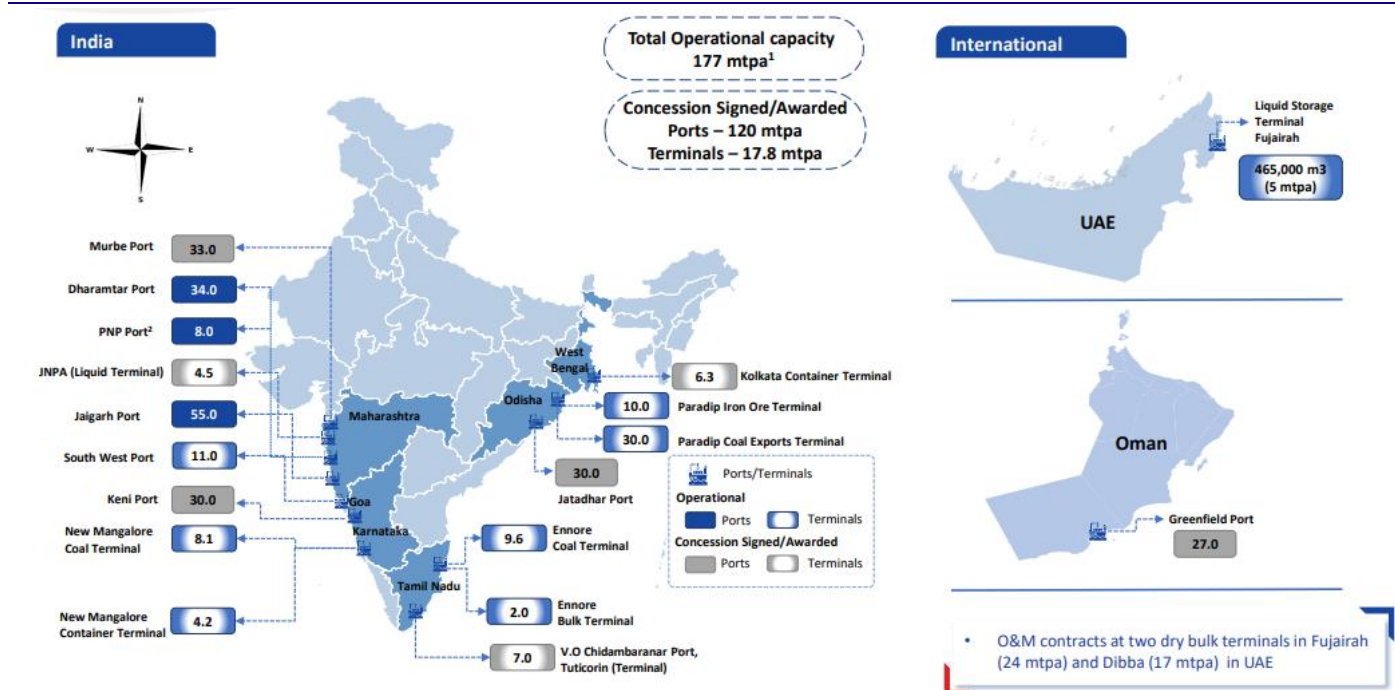 India
Total Operational capacity
177 mtpa¹
Concession Signed/Awarded
Ports – 120 mtpa
Terminals – 17.8 mtpa
N
W
E
S
Murbe Port
33.0
Dharamtar Port
34.0
PNP Port²
8.0
JNPA (Liquid Terminal)
4.5
Jaigarh Port
55.0
South West Port
11.0
Keni Port
30.0
New Mangalore
Coal Terminal
8.1
New Mangalore
Container Terminal
4.2
Maharashtra
Goa
Karnataka
Tamil Nadu
Odisha
West
Bengal
6.3
Kolkata Container Terminal
10.0
Paradip Iron Ore Terminal
30.0
Paradip Coal Exports Terminal
30.0
Jatadhar Port
9.6
Ennore
Coal Terminal
2.0
Ennore
Bulk Terminal
7.0
V.O Chidambaranar Port,
Tuticorin (Terminal)
Ports/Terminals
Operational
Ports
Terminals
Concession Signed/Awarded
Ports
Terminals
International
Liquid Storage
Terminal
Fujairah
465,000 m3
(5 mtpa)
UAE
Oman
Greenfield Port
27.0
• O&M contracts at two dry bulk terminals in Fujairah
(24 mtpa) and Dibba (17 mtpa) in UAE